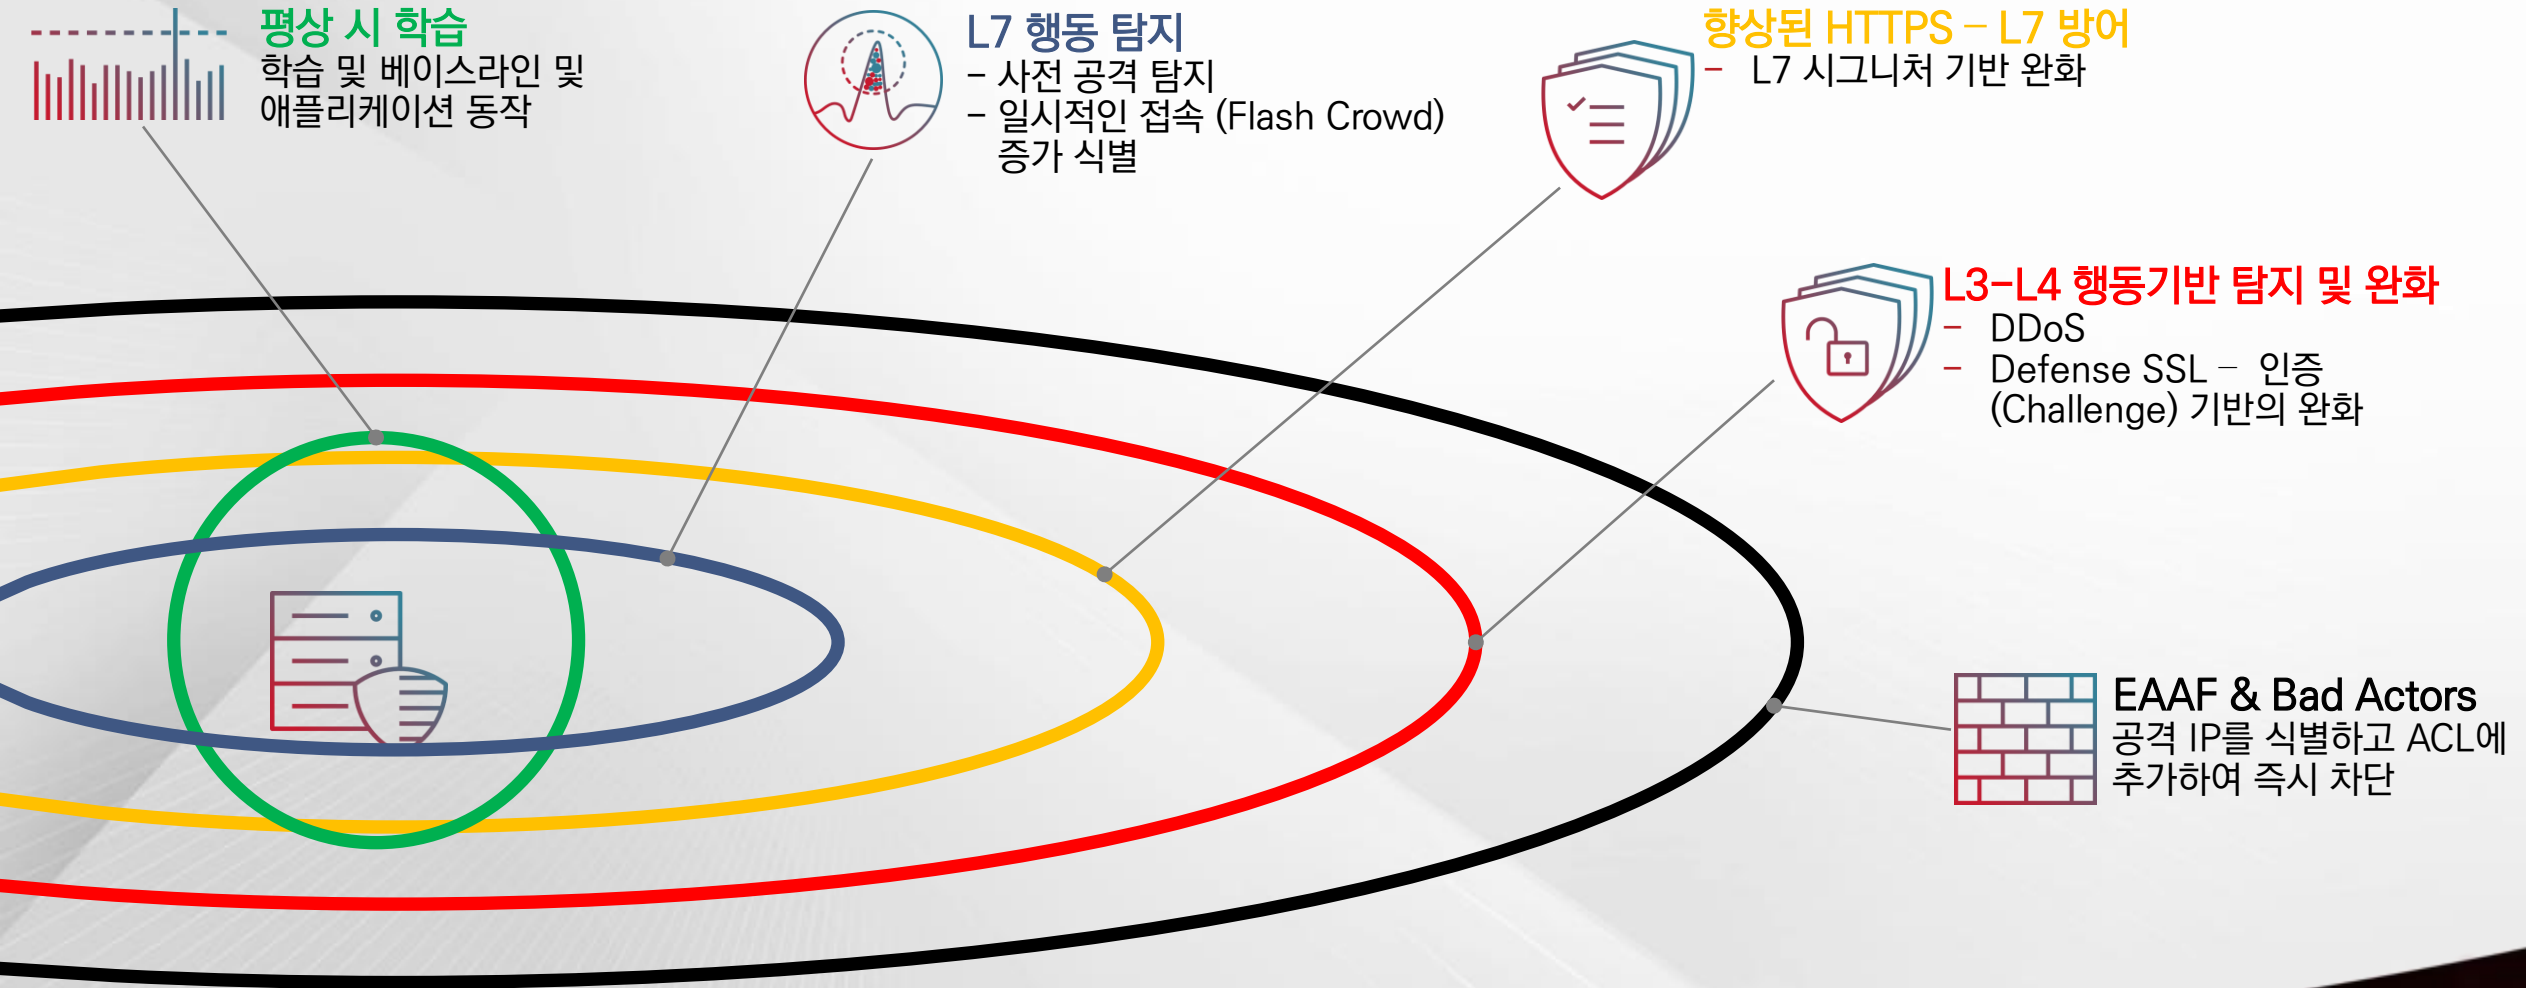 평상 시 학습
학습 및 베이스라인 및
애플리케이션 동작
L7 행동 탐지
- 사전 공격 탐지
- 일시적인 접속 (Flash Crowd)
증가 식별
향상된 HTTPS – L7 방어
- L7 시그니처 기반 완화
L3-L4 행동기반 탐지 및 완화
- DDoS
- Defense SSL – 인증
(Challenge) 기반의 완화
EAAF & Bad Actors
공격 IP를 식별하고 ACL에
추가하여 즉시 차단